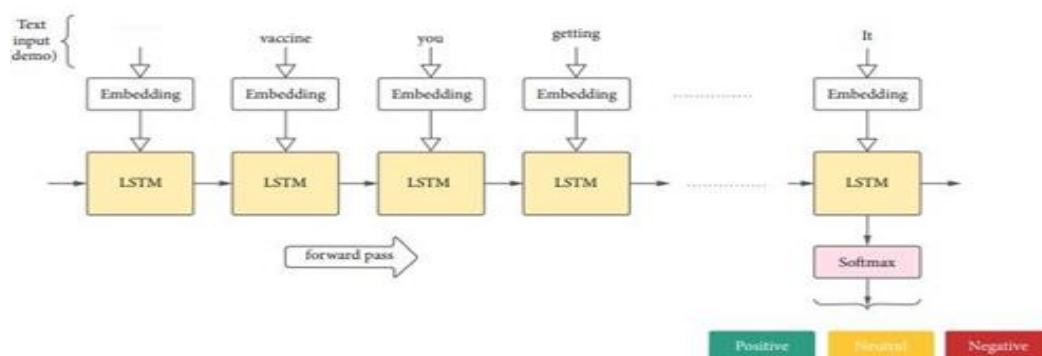 Text
input
demo)
vaccine
you
getting
It
Embedding
Embedding
Embedding
Embedding
Embedding
LSTM
LSTM
LSTM
LSTM
LSTM
forward pass
Softmax
Positive
Neutral
Negative